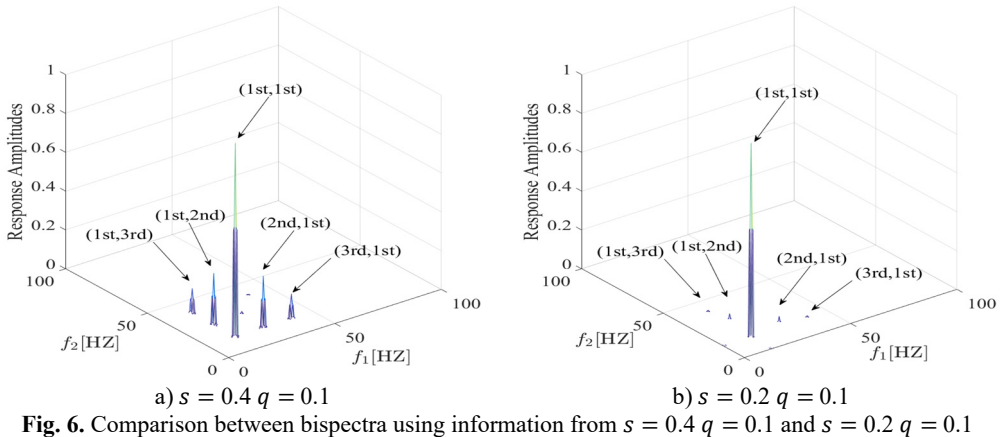 1
0.8
0.6
0.4
0.2
0
Response Amplitudes
(1st,1st)
(1st,2nd)
(1st,3rd)
(2nd,1st)
(3rd,1st)
100
50
0
f₂[HZ]
0
50
100
f₁[HZ]
a) s = 0.4 q = 0.1
1
0.8
0.6
0.4
0.2
0
Response Amplitudes
(1st,1st)
(1st,3rd)
(1st,2nd)
(2nd,1st)
(3rd,1st)
100
50
0
f₂[HZ]
0
50
100
f₁[HZ]
b) s = 0.2 q = 0.1
Fig. 6. Comparison between bispectra using information from s = 0.4 q = 0.1 and s = 0.2 q = 0.1